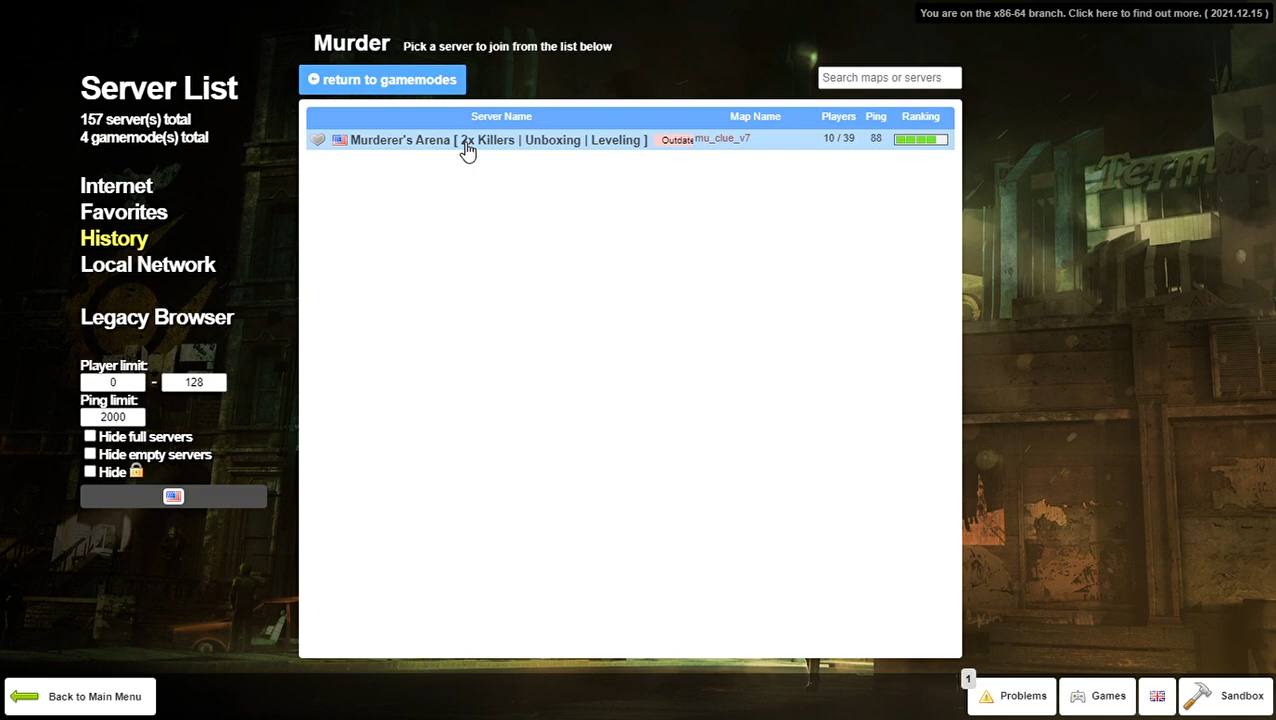 You are on the x86-64 branch. Click here to find out more. ( 2021.12.15 )
Murder Pick a server to join from the list below
Server List
157 server(s) total
4 gamemode(s) total
return to gamemodes
Search maps or servers
Server Name Map Name Players Ping Ranking
Murderer's Arena [ 2x Killers | Unboxing | Leveling ] Outdate mu_clue_v7 10 / 39 88
Internet
Favorites
History
Local Network
Legacy Browser
Player limit:
0 - 128
Ping limit:
2000
Hide full servers
Hide empty servers
Hide
Back to Main Menu
1
Problems
Games
Sandbox